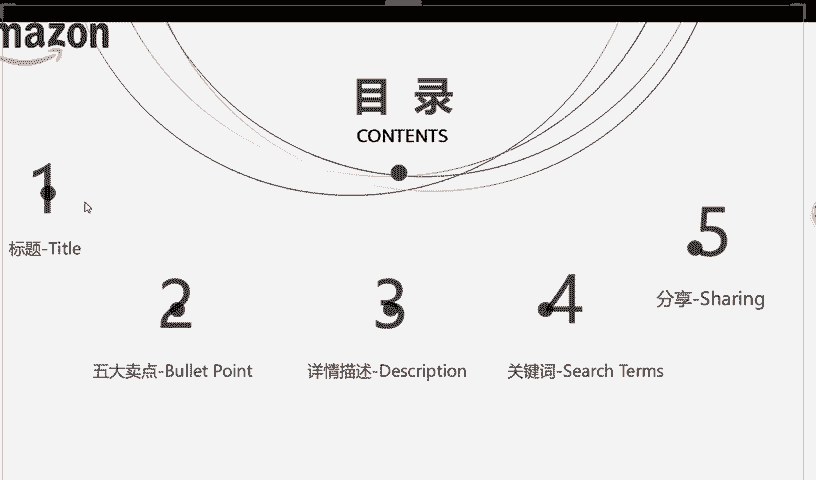 mazon
目 录
CONTENTS
1
标题-Title
2
五大卖点-Bullet Point
3
详情描述-Description
4
关键词-Search Terms
5
分享-Sharing